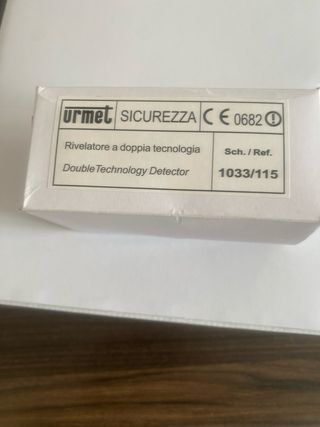 urmet SICUREZZA CE 0682
Rivelatore a doppia tecnologia Sch. / Ref.
DoubleTechnology Detector 1033/115